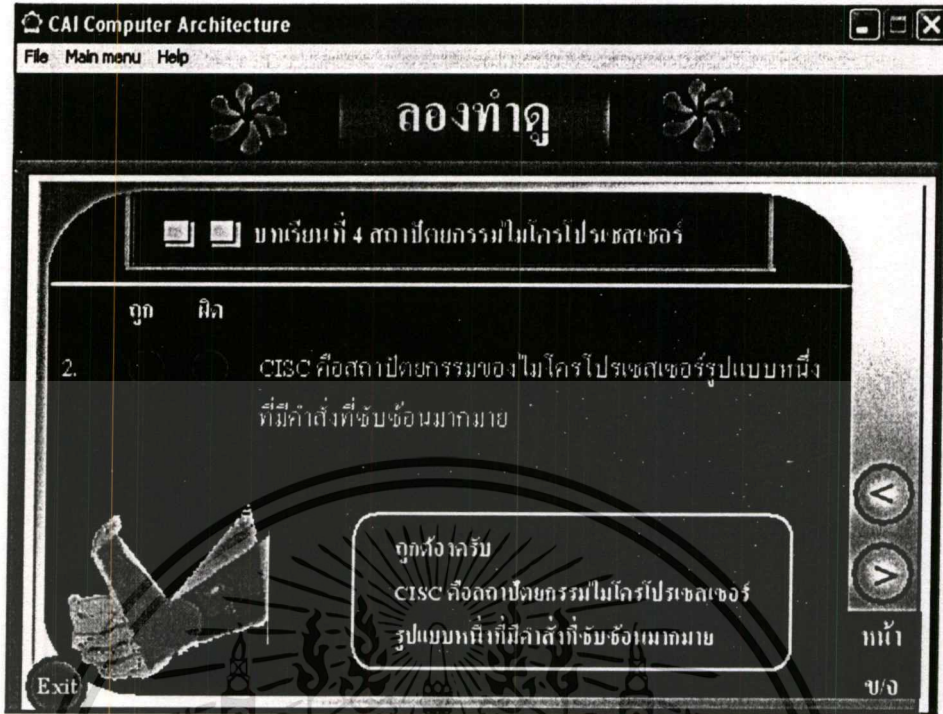 CAI Computer Architecture
File Main menu Help
ลองทำดู
บทเรียนที่ 4 สถาปัตยกรรมไมโครโปรเซสเซอร์
ถูก ผิด
2. CISC คือสถาปัตยกรรมของไมโครโปรเซสเซอร์รูปแบบหนึ่ง
ที่มีคำสั่งที่ซับซ้อนมากมาย
ถูกต้องครับ
CISC คือสถาปัตยกรรมไมโครโปรเซสเซอร์
รูปแบบหนึ่งที่มีคำสั่งที่ซับซ้อนมากมาย
<
>
หน้า
Exit